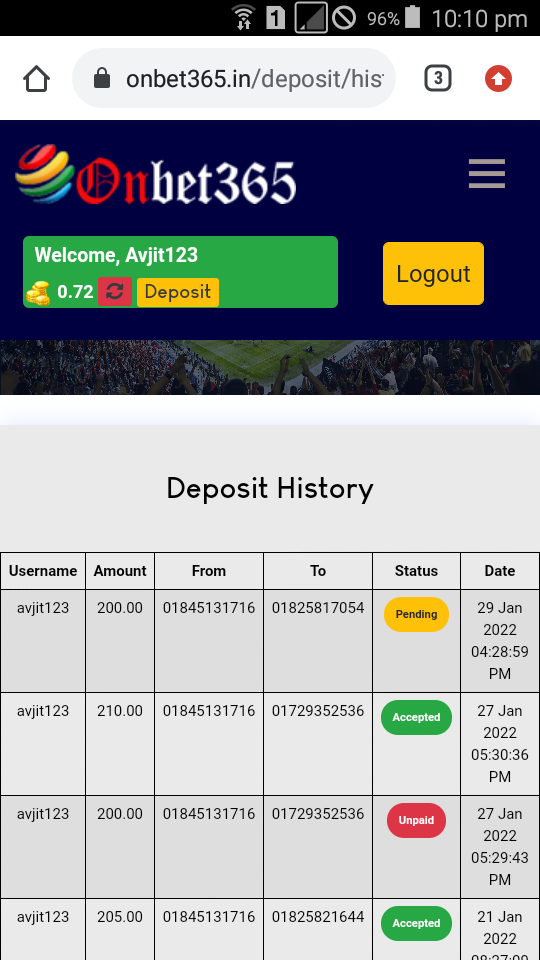 1 96% 10:10 pm
onbet365.in/deposit/his
3
Onbet365
Welcome, Avjit123
0.72 Deposit
Logout
Deposit History
Username Amount From To Status Date
avjit123 200.00 01845131716 01825817054 Pending 29 Jan
2022
04:28:59
PM
avjit123 210.00 01845131716 01729352536 Accepted 27 Jan
2022
05:30:36
PM
avjit123 200.00 01845131716 01729352536 Unpaid 27 Jan
2022
05:29:43
PM
avjit123 205.00 01845131716 01825821644 Accepted 21 Jan
2022